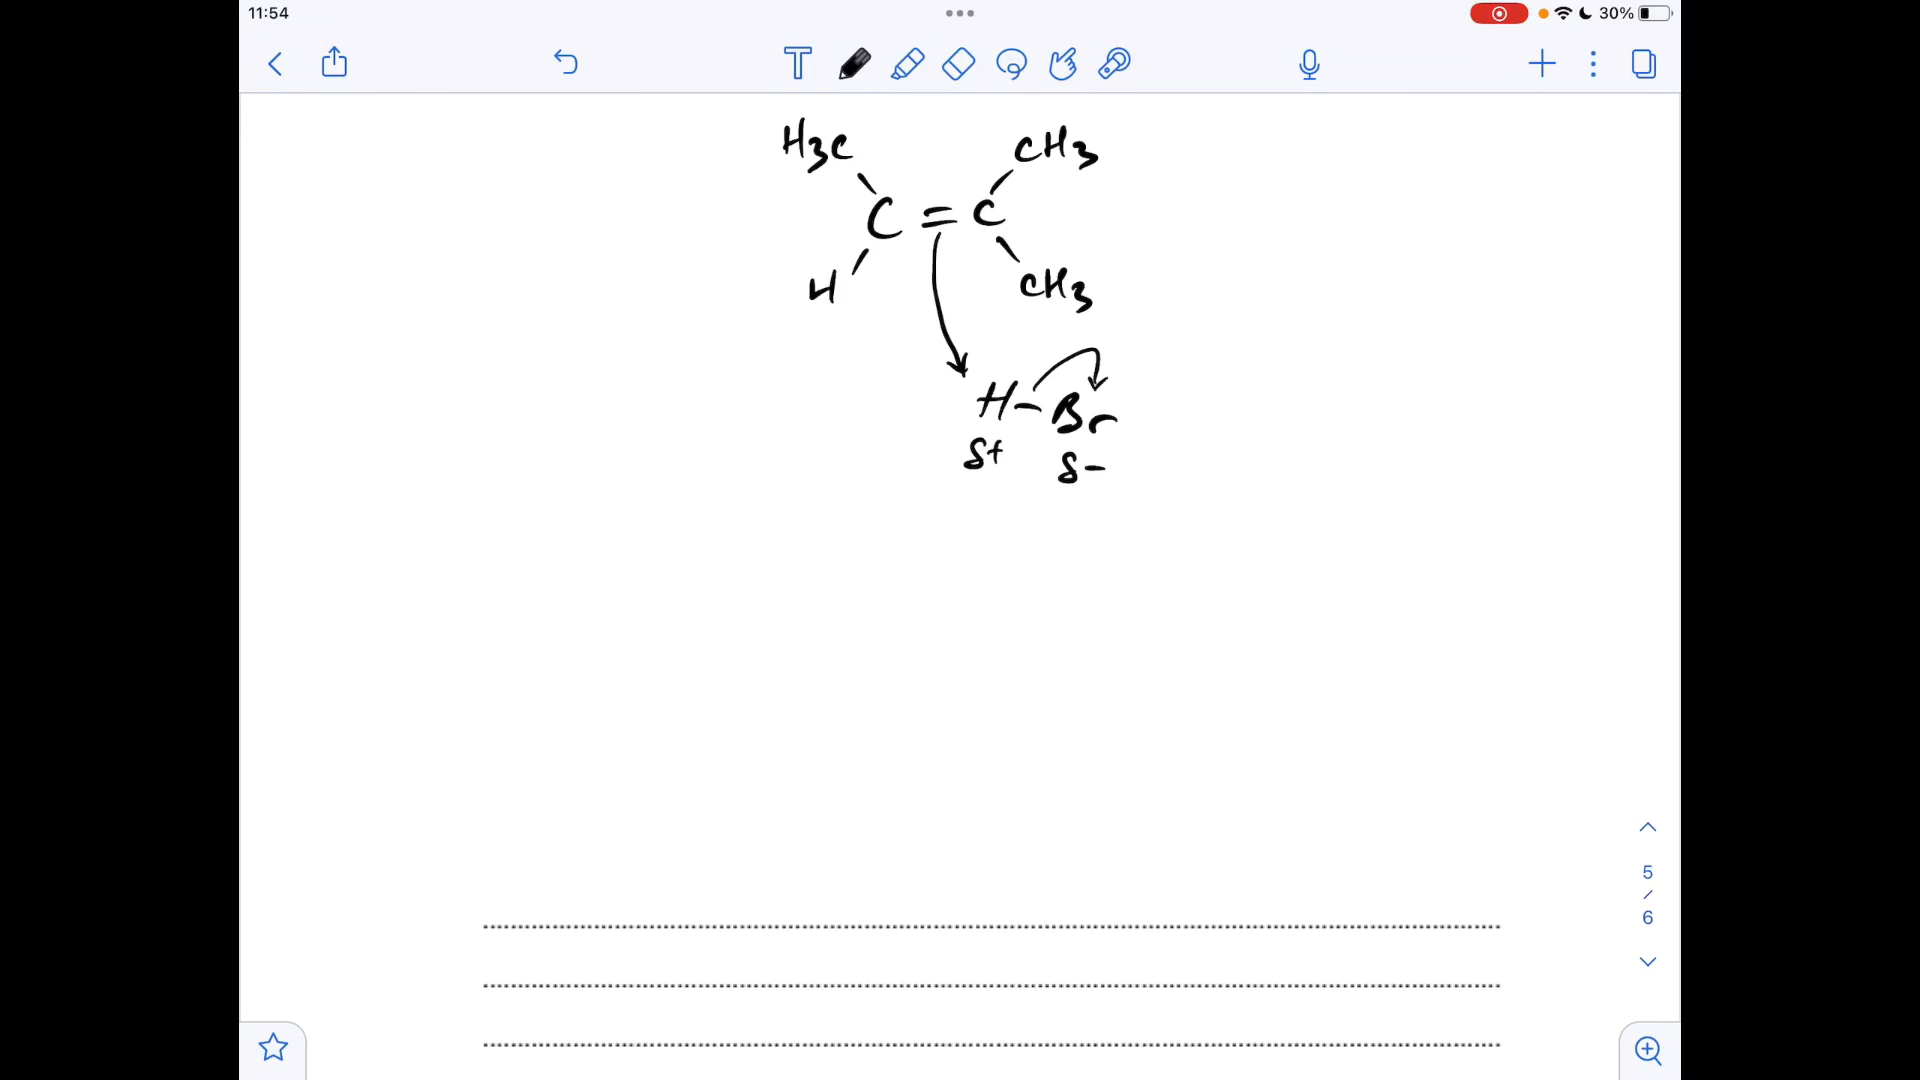 11:54
30%
T
H3C CH3
C = C
H CH3
H-Br
δ+ δ-
5
/
6